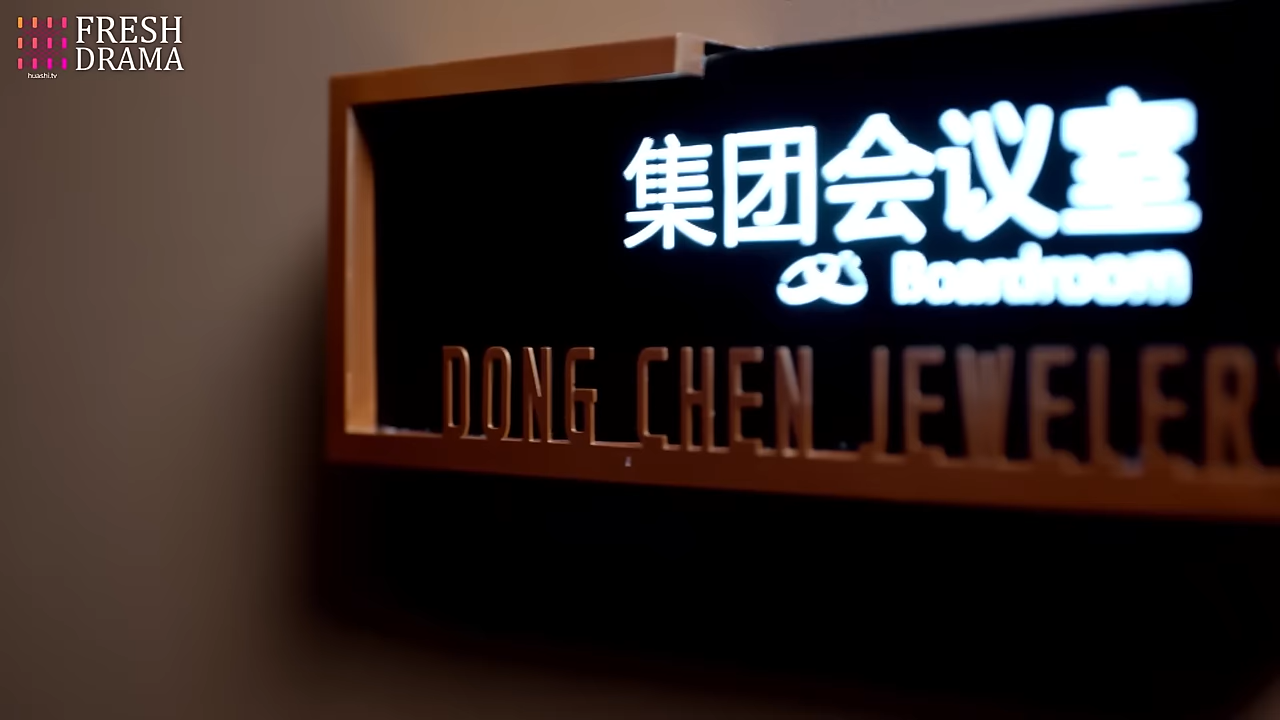 FRESH
DRAMA
huashi.tv
集团会议室
Boardroom
DONG CHEN JEWELER